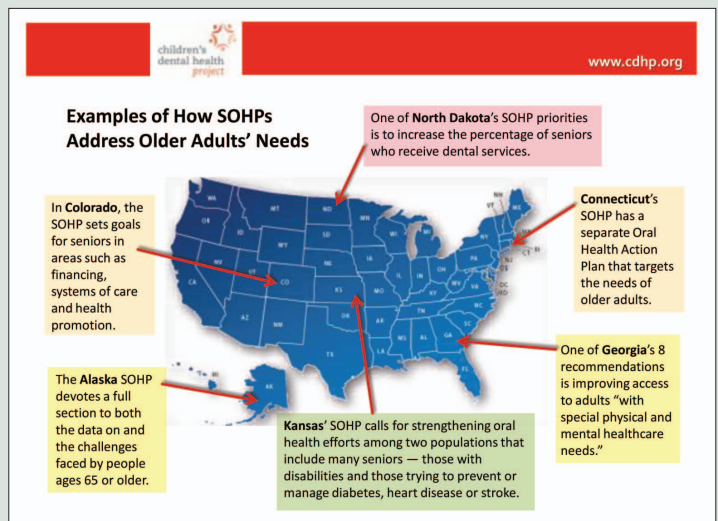 children's
dental health
project
www.cdhp.org
Examples of How SOHPs
Address Older Adults' Needs
One of North Dakota's SOHP priorities
is to increase the percentage of seniors
who receive dental services.
In Colorado, the
SOHP sets goals
for seniors in
areas such as
financing,
systems of care
and health
promotion.
Connecticut's
SOHP has a
separate Oral
Health Action
Plan that targets
the needs of
older adults.
One of Georgia's 8
recommendations
is improving access
to adults "with
special physical and
mental healthcare
needs."
The Alaska SOHP
devotes a full
section to both
the data on and
the challenges
faced by people
ages 65 or older.
Kansas' SOHP calls for strengthening oral
health efforts among two populations that
include many seniors — those with
disabilities and those trying to prevent or
manage diabetes, heart disease or stroke.
WA
MT
ND
MN
OR
ID
SD
WI
MI
NY
ME
VT
NH
WY
IA
NE
PA
NV
UT
CO
CA
KS
MO
IL
IN
OH
WV
VA
KY
NJ
CT
RI
DC
AZ
NM
OK
AR
TN
NC
SC
MS
AL
GA
LA
TX
FL
AK
HI